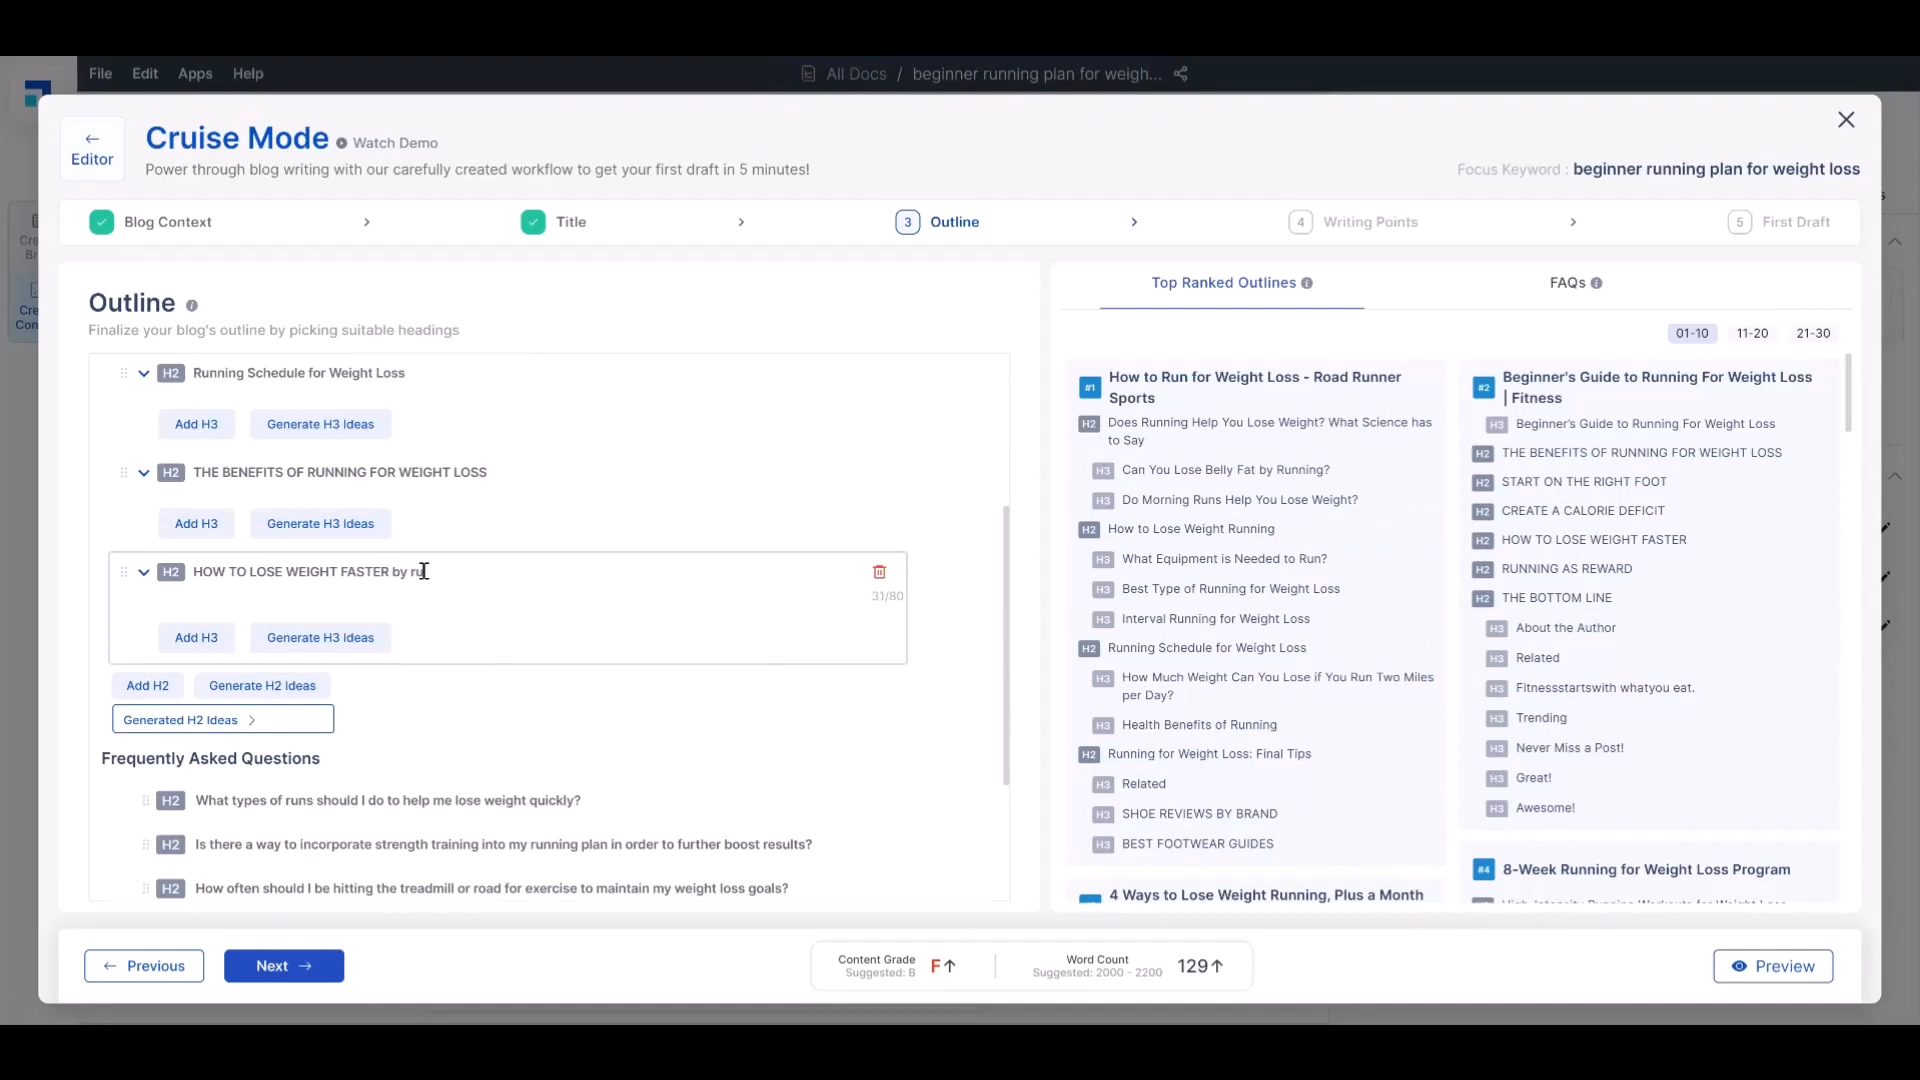 File Edit Apps Help
All Docs / beginner running plan for weigh...
← Editor
Cruise Mode Watch Demo
Power through blog writing with our carefully created workflow to get your first draft in 5 minutes!
Focus Keyword : beginner running plan for weight loss
Blog Context > Title > 3 Outline > 4 Writing Points > 5 First Draft
Outline
Finalize your blog's outline by picking suitable headings
H2 Running Schedule for Weight Loss
Add H3 Generate H3 Ideas
H2 THE BENEFITS OF RUNNING FOR WEIGHT LOSS
Add H3 Generate H3 Ideas
H2 HOW TO LOSE WEIGHT FASTER by ru
31/80
Add H3 Generate H3 Ideas
Add H2 Generate H2 Ideas
Generated H2 Ideas >
Frequently Asked Questions
H2 What types of runs should I do to help me lose weight quickly?
H2 Is there a way to incorporate strength training into my running plan in order to further boost results?
H2 How often should I be hitting the treadmill or road for exercise to maintain my weight loss goals?
Top Ranked Outlines FAQs
01-10 11-20 21-30
#1 How to Run for Weight Loss - Road Runner
Sports
H2 Does Running Help You Lose Weight? What Science has
to Say
H3 Can You Lose Belly Fat by Running?
H3 Do Morning Runs Help You Lose Weight?
H2 How to Lose Weight Running
H3 What Equipment is Needed to Run?
H3 Best Type of Running for Weight Loss
H3 Interval Running for Weight Loss
H2 Running Schedule for Weight Loss
H3 How Much Weight Can You Lose if You Run Two Miles
per Day?
H3 Health Benefits of Running
H2 Running for Weight Loss: Final Tips
H3 Related
H3 SHOE REVIEWS BY BRAND
H3 BEST FOOTWEAR GUIDES
4 Ways to Lose Weight Running, Plus a Month
#2 Beginner's Guide to Running For Weight Loss
| Fitness
H3 Beginner's Guide to Running For Weight Loss
H2 THE BENEFITS OF RUNNING FOR WEIGHT LOSS
H2 START ON THE RIGHT FOOT
H2 CREATE A CALORIE DEFICIT
H2 HOW TO LOSE WEIGHT FASTER
H2 RUNNING AS REWARD
H2 THE BOTTOM LINE
H3 About the Author
H3 Related
H3 Fitnessstartswith whatyou eat.
H3 Trending
H3 Never Miss a Post!
H3 Great!
H3 Awesome!
#4 8-Week Running for Weight Loss Program
← Previous Next →
Content Grade
Suggested: B
F↑
Word Count
Suggested: 2000 - 2200
129↑
Preview